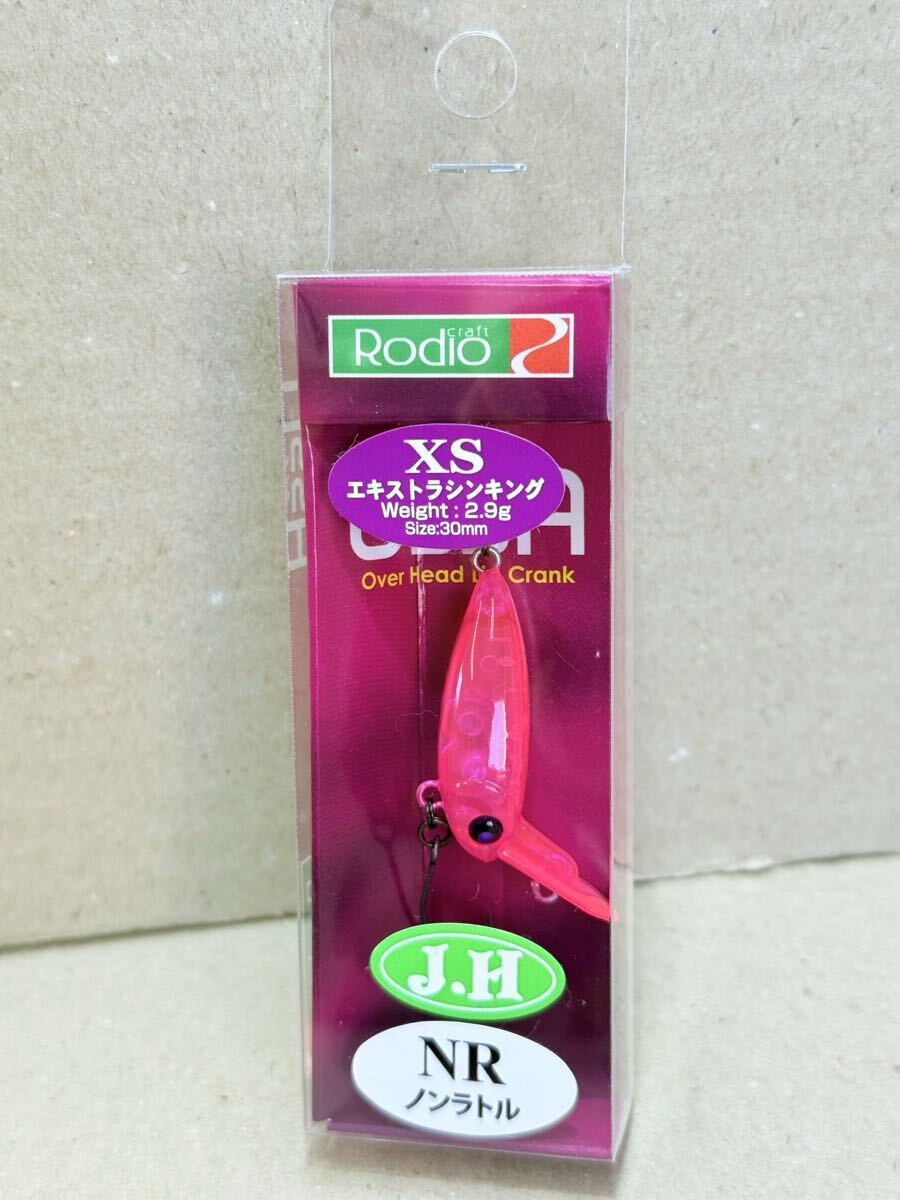 Rodio craft
XS
エキストラシンキング
Weight : 2.9g
Size:30mm
Over Head Crank
J.H
NR
ノンラトル